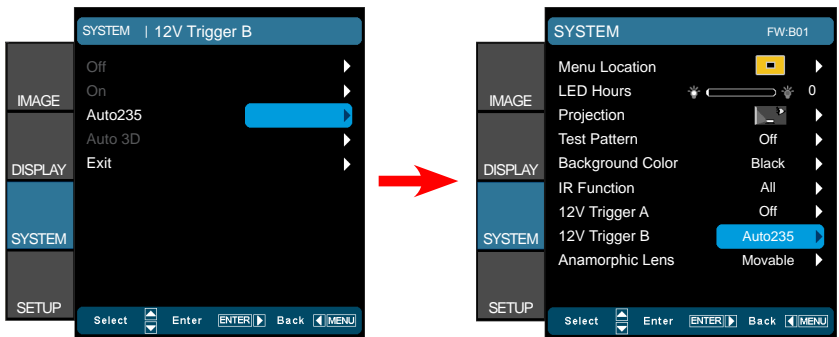 SYSTEM | 12V Trigger B
IMAGE
DISPLAY
SYSTEM
SETUP
Off
On
Auto235
Auto 3D
Exit
Select Enter ENTER Back MENU
SYSTEM FW:B01
IMAGE
DISPLAY
SYSTEM
SETUP
Menu Location
LED Hours 0
Projection
Test Pattern Off
Background Color Black
IR Function All
12V Trigger A Off
12V Trigger B Auto235
Anamorphic Lens Movable
Select Enter ENTER Back MENU